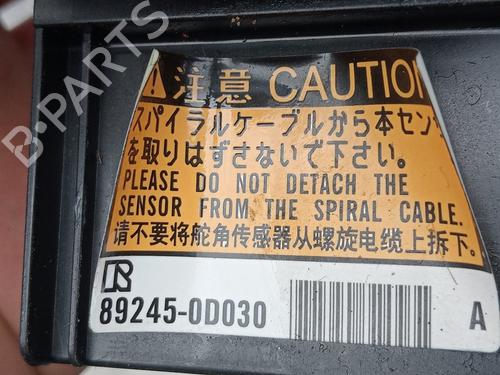 注意 CAUTION
スパイラルケーブルから本センサ
を取りはずさないで下さい。
PLEASE DO NOT DETACH THE
SENSOR FROM THE SPIRAL CABLE.
请不要将舵角传感器从螺旋电缆上拆下。
89245-0D030 A